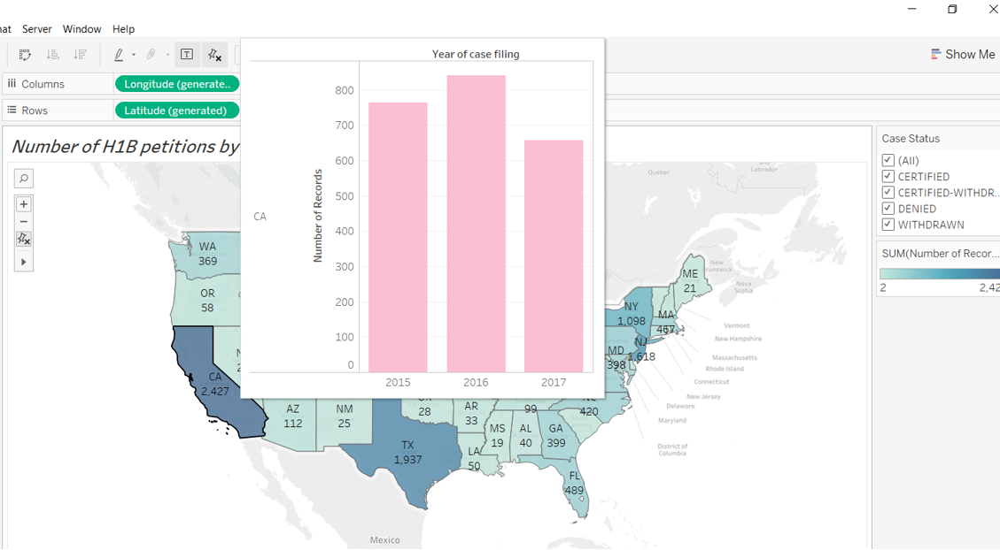 nat Server Window Help
Show Me
Columns
Longitude (generate..
Rows
Latitude (generated)
Number of H1B petitions by
Year of case filing
Number of Records
CA
800
700
600
500
400
300
200
100
0
2015 2016 2017
Case Status
(All)
CERTIFIED
CERTIFIED-WITHDR..
DENIED
WITHDRAWN
SUM(Number of Recor...
2 2,42
Quebec
and
Labrador
New
Brunswick
Nova
Scotia
Vermont
New Hampshire
Massachusetts
Rhode Island
Connecticut
New Jersey
Delaware
Maryland
District of
Columbia
Mexico
WA
369
OR
58
N
2
CA
2,427
AZ
112
NM
25
TX
1,937
OK
28
AR
33
LA
50
MS
19
AL
40
99
GA
399
FL
489
NC
420
MD
398
NJ
1,618
NY
1,098
MA
467
ME
21